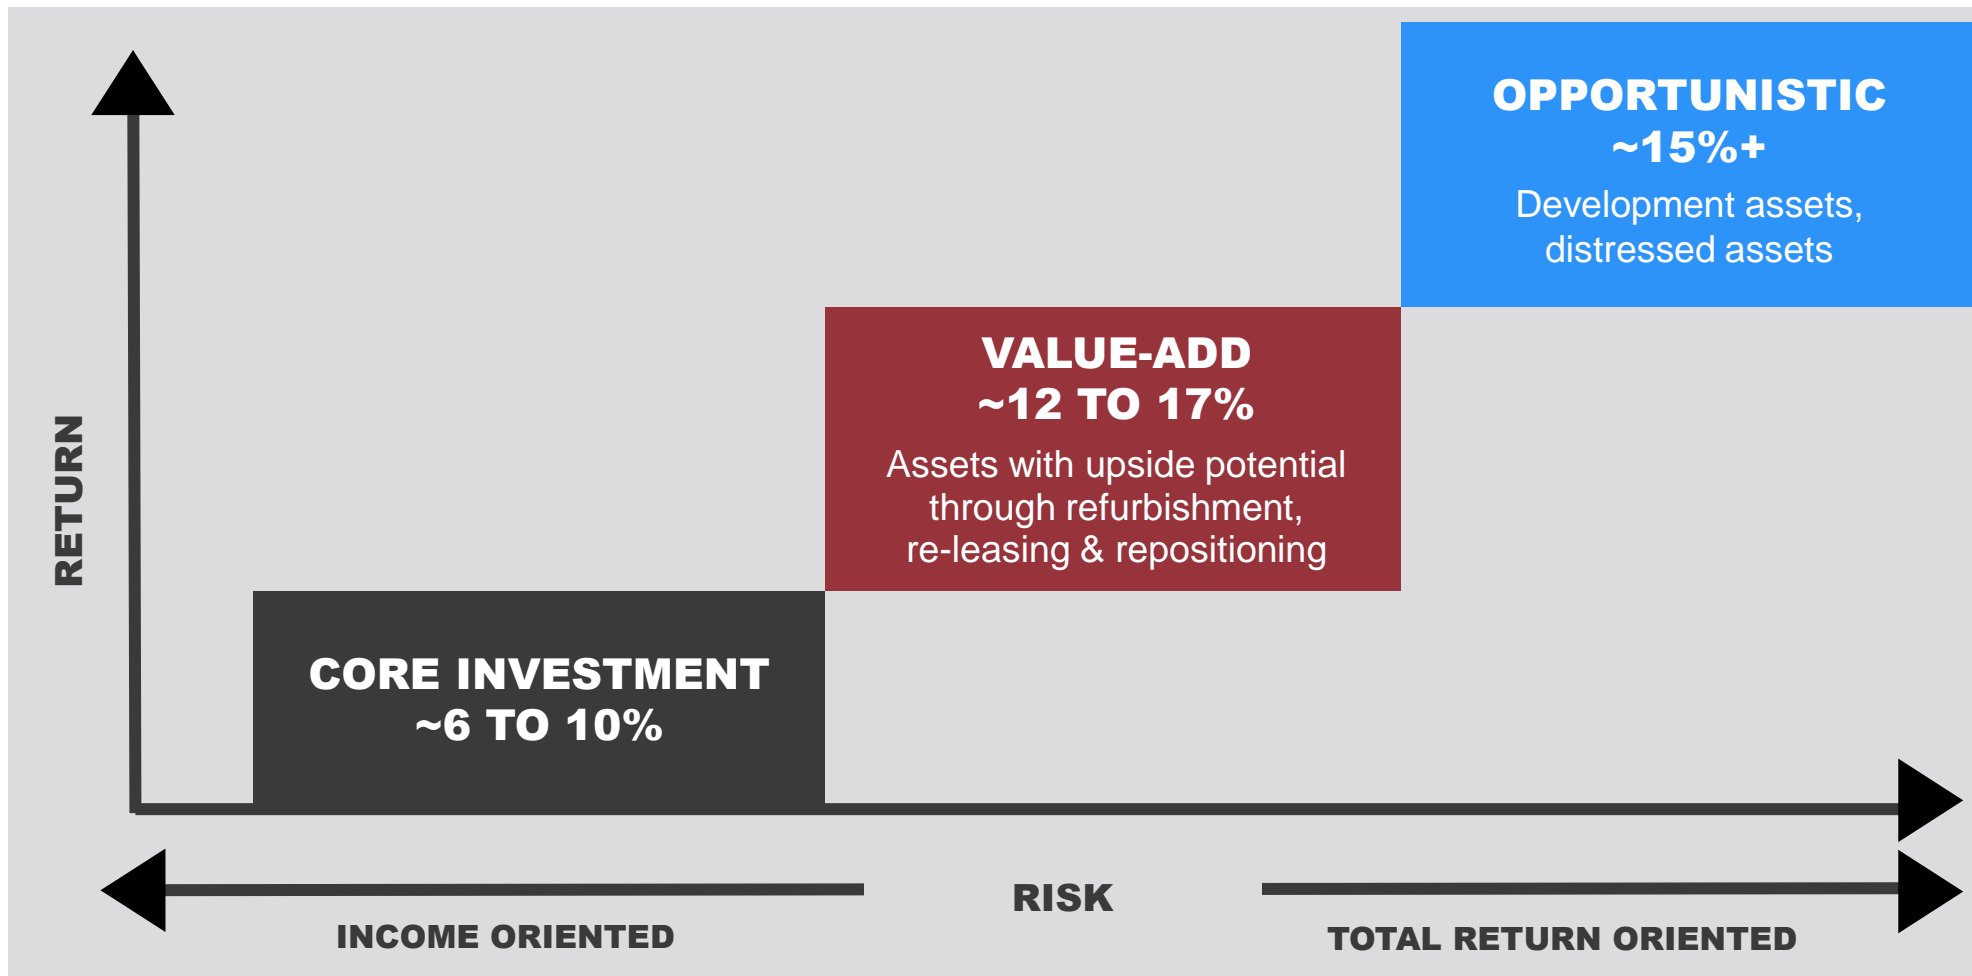 OPPORTUNISTIC
~15%+
Development assets,
distressed assets
VALUE-ADD
~12 TO 17%
Assets with upside potential
through refurbishment,
re-leasing & repositioning
RETURN
CORE INVESTMENT
~6 TO 10%
RISK
INCOME ORIENTED
TOTAL RETURN ORIENTED